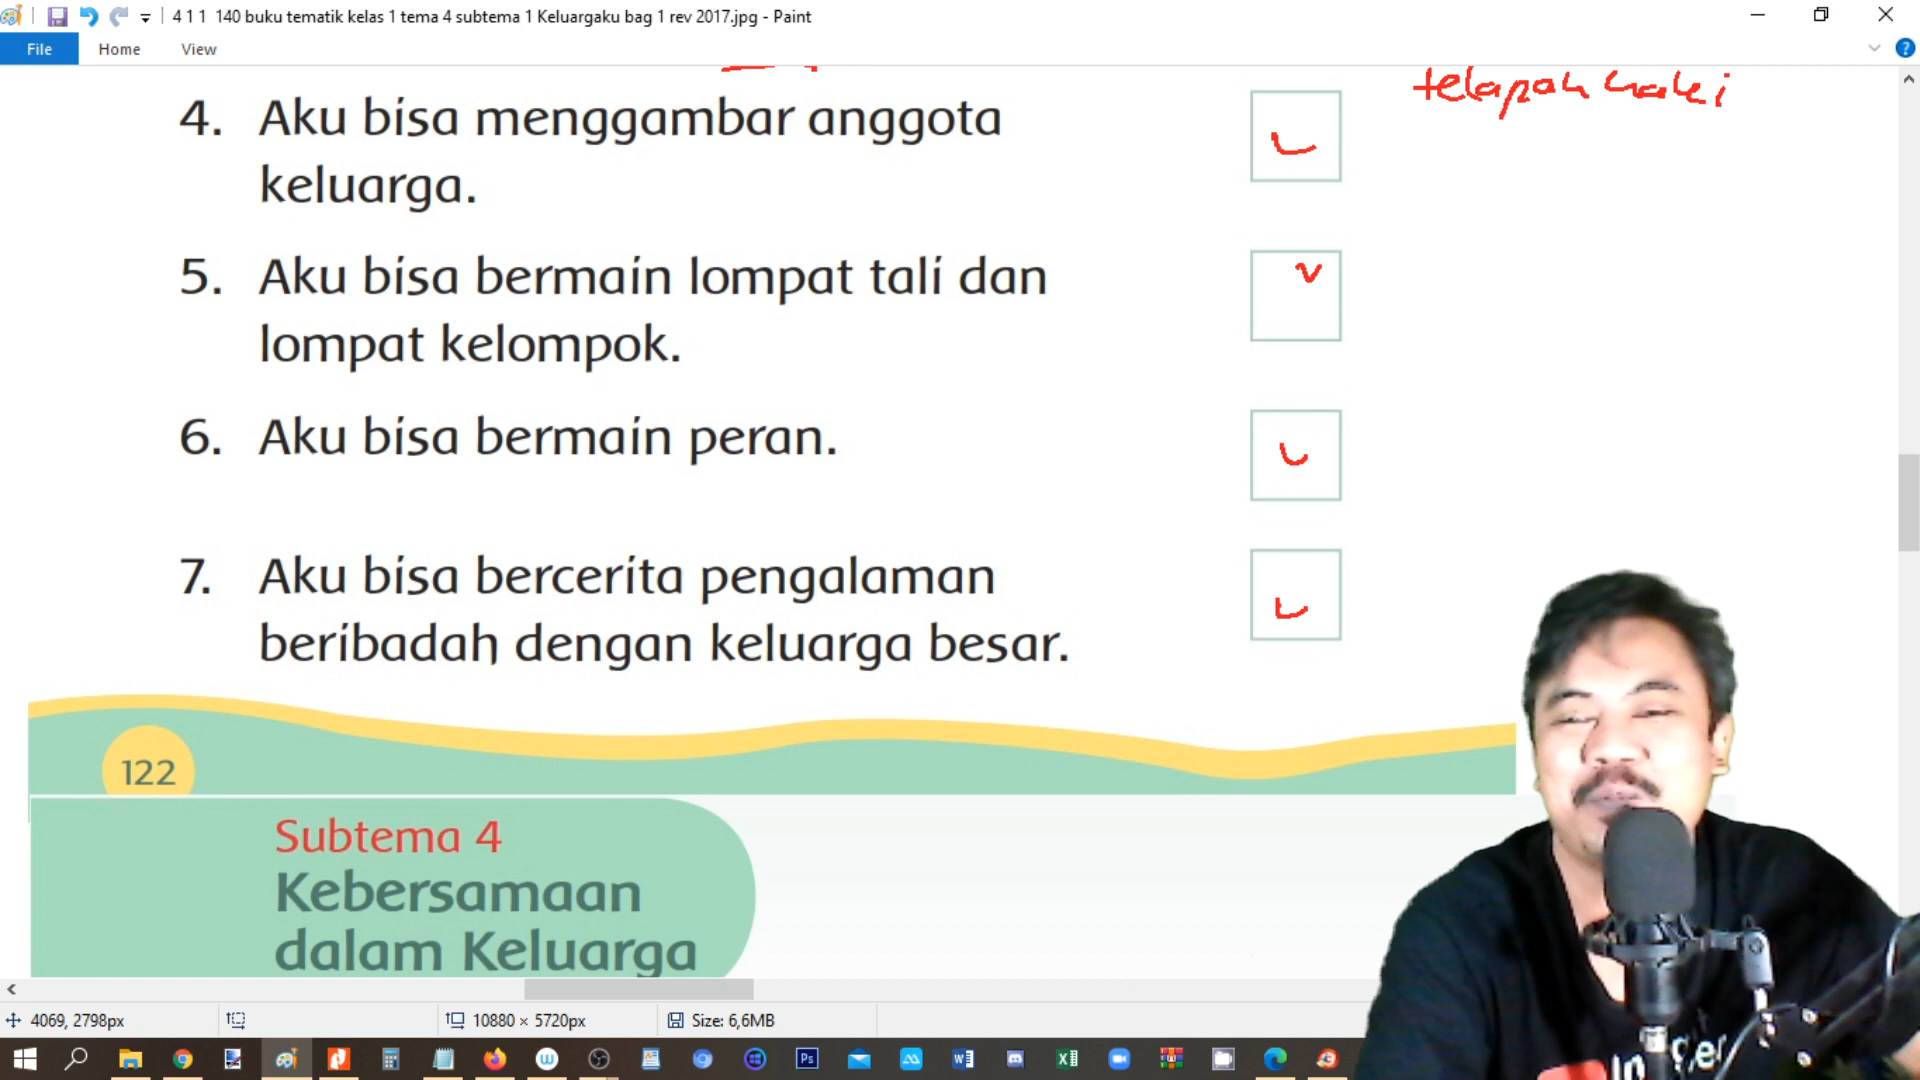 4 1 1  140 buku tematik kelas 1 tema 4 subtema 1 Keluargaku bag 1 rev 2017.jpg - Paint
File Home View
telapak kaki
4. Aku bisa menggambar anggota
keluarga.
5. Aku bisa bermain lompat tali dan
lompat kelompok.
6. Aku bisa bermain peran.
7. Aku bisa bercerita pengalaman
beribadah dengan keluarga besar.
122
Subtema 4
Kebersamaan
dalam Keluarga
4069, 2798px 10880 × 5720px Size: 6,6MB
Ps